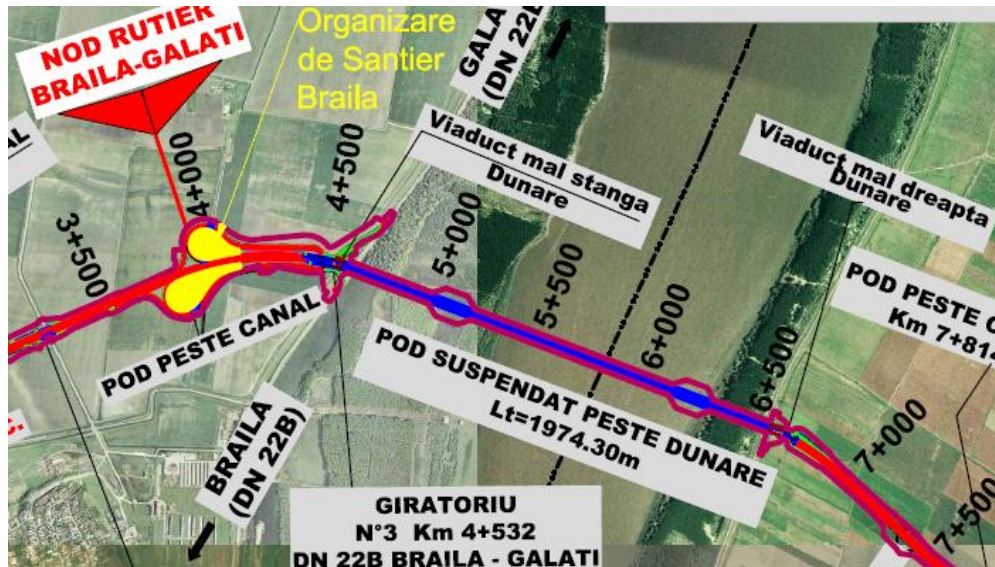 NOD RUTIER
BRAILA-GALATI
Organizare
de Santier
Braila
(DN 22B)
Viaduct mal stanga
Dunare
Viaduct mal dreapta
Dunare
3+500
4+000
4+500
5+000
5+500
6+000
6+500
7+000
7+500
POD PESTE CANAL
POD SUSPENDAT PESTE DUNARE
Lt=1974.30m
POD PESTE
Km 7+814
BRAILA
(DN 22B)
GIRATORIU
N°3 Km 4+532
DN 22B BRAILA - GALATI